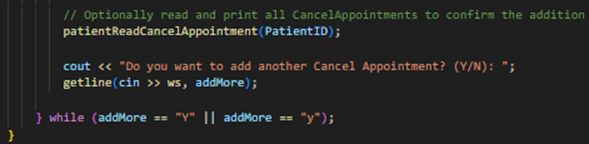 // Optionally read and print all CancelAppointments to confirm the addition
patientReadCancelAppointment(PatientID);
cout << "Do you want to add another Cancel Appointment? (Y/N): ";
getline(cin >> ws, addMore);
} while (addMore == "Y" || addMore == "y");
}